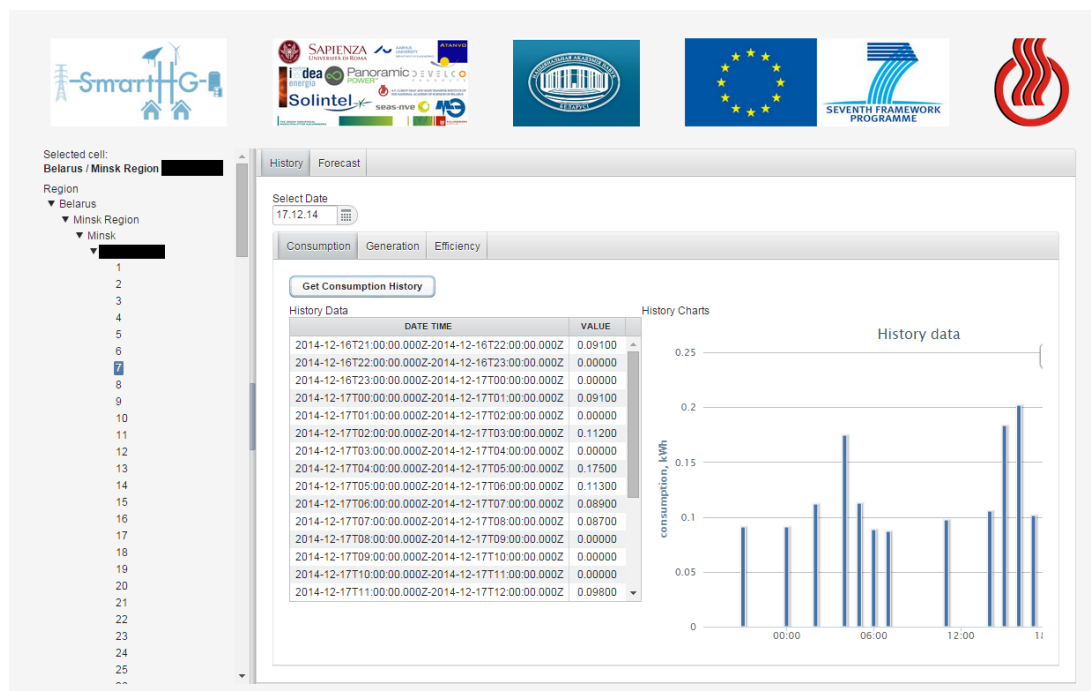 SmartHG
SAPIENZA
UNIVERSITÀ DI ROMA
AARHUS
UNIVERSITY
ATANVO
i dea
energia
Panoramic
POWER
DEVELCO
PRODUCTS
Solintel
seas-nve
НАЦИОНАЛЬНАЯ АКАДЕМИЯ НАУК
БЕЛАРУСИ
SEVENTH FRAMEWORK
PROGRAMME
Selected cell:
Belarus / Minsk Region
Region
Belarus
Minsk Region
Minsk
1
2
3
4
5
6
7
8
9
10
11
12
13
14
15
16
17
18
19
20
21
22
23
24
25
History Forecast
Select Date
17.12.14
Consumption Generation Efficiency
Get Consumption History
History Data
DATE TIME VALUE
2014-12-16T21:00:00.000Z-2014-12-16T22:00:00.000Z 0.09100
2014-12-16T22:00:00.000Z-2014-12-16T23:00:00.000Z 0.00000
2014-12-16T23:00:00.000Z-2014-12-17T00:00:00.000Z 0.00000
2014-12-17T00:00:00.000Z-2014-12-17T01:00:00.000Z 0.09100
2014-12-17T01:00:00.000Z-2014-12-17T02:00:00.000Z 0.00000
2014-12-17T02:00:00.000Z-2014-12-17T03:00:00.000Z 0.11200
2014-12-17T03:00:00.000Z-2014-12-17T04:00:00.000Z 0.00000
2014-12-17T04:00:00.000Z-2014-12-17T05:00:00.000Z 0.17500
2014-12-17T05:00:00.000Z-2014-12-17T06:00:00.000Z 0.11300
2014-12-17T06:00:00.000Z-2014-12-17T07:00:00.000Z 0.08900
2014-12-17T07:00:00.000Z-2014-12-17T08:00:00.000Z 0.08700
2014-12-17T08:00:00.000Z-2014-12-17T09:00:00.000Z 0.00000
2014-12-17T09:00:00.000Z-2014-12-17T10:00:00.000Z 0.00000
2014-12-17T10:00:00.000Z-2014-12-17T11:00:00.000Z 0.00000
2014-12-17T11:00:00.000Z-2014-12-17T12:00:00.000Z 0.09800
History Charts
History data
consumption, kWh
0.25
0.2
0.15
0.1
0.05
0
00:00 06:00 12:00